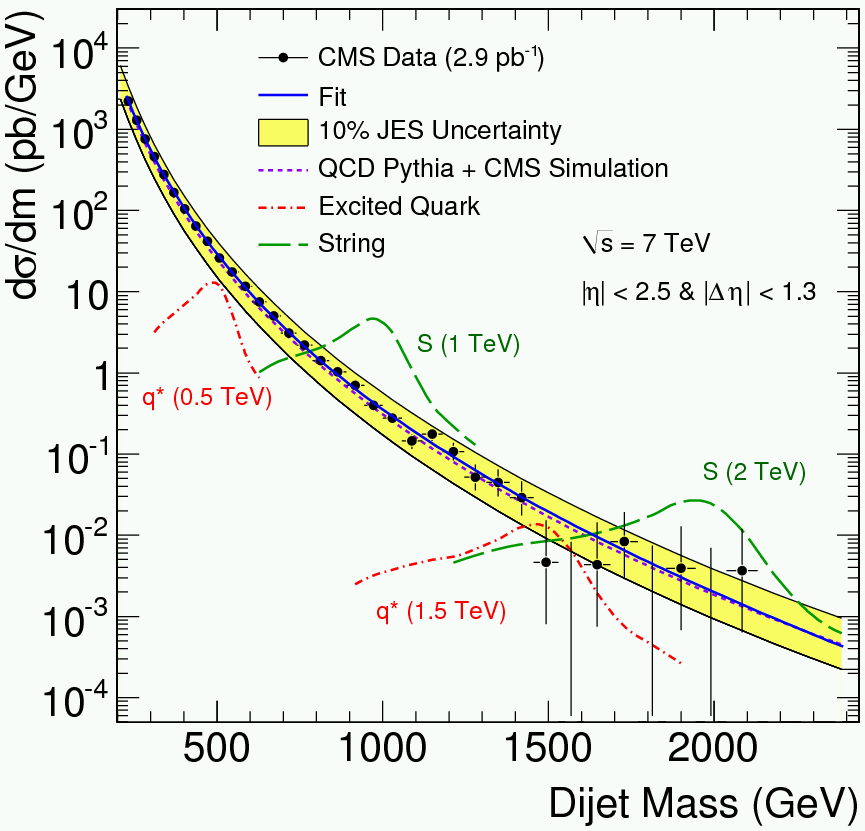 dσ/dm (pb/GeV)
10⁴
10³
10²
10
1
10⁻¹
10⁻²
10⁻³
10⁻⁴
CMS Data (2.9 pb⁻¹)
Fit
10% JES Uncertainty
QCD Pythia + CMS Simulation
Excited Quark
String
√s = 7 TeV
|η| < 2.5 & |Δη| < 1.3
S (1 TeV)
q* (0.5 TeV)
S (2 TeV)
q* (1.5 TeV)
500 1000 1500 2000
Dijet Mass (GeV)